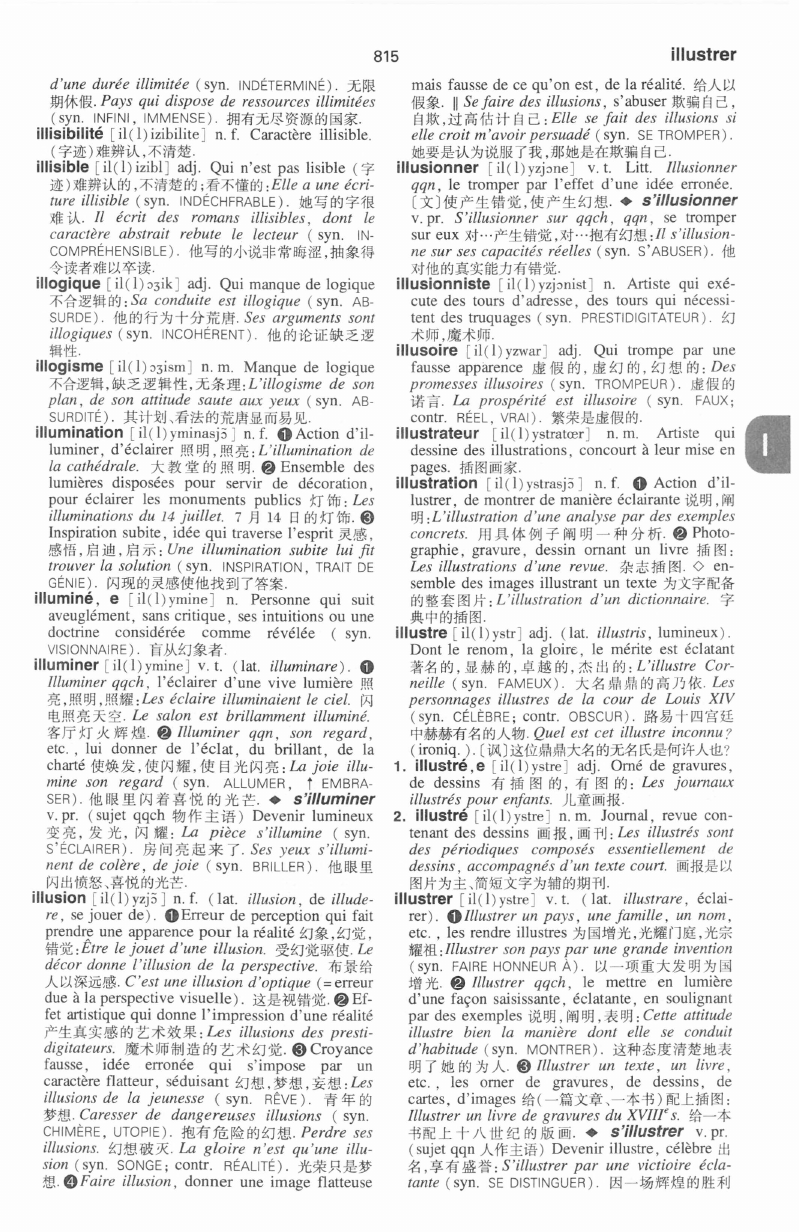 815
illustrer
d'une durée illimitée (syn. INDÉTERMINÉ). 无限
期休假. Pays qui dispose de ressources illimitées
(syn. INFINI, IMMENSE). 拥有无尽资源的国家.
illisibilité [il(l)izibilite] n. f. Caractère illisible.
(字迹)难辨认,不清楚.
illisible [il(l)izibl] adj. Qui n'est pas lisible (字
迹)难辨认的,不清楚的;看不懂的:Elle a une écri-
ture illisible (syn. INDÉCHFRABLE). 她写的字很
难认. Il écrit des romans illisibles, dont le
caractère abstrait rebute le lecteur (syn. IN-
COMPRÉHENSIBLE). 他写的小说非常晦涩,抽象得
令读者难以卒读.
illogique [il(l)ɔʒik] adj. Qui manque de logique
不合逻辑的:Sa conduite est illogique (syn. AB-
SURDE). 他的行为十分荒唐. Ses arguments sont
illogiques (syn. INCOHÉRENT). 他的论证缺乏逻
辑性.
illogisme [il(l)ɔʒism] n. m. Manque de logique
不合逻辑,缺乏逻辑性,无条理:L'illogisme de son
plan, de son attitude saute aux yeux (syn. AB-
SURDITÉ). 其计划、看法的荒唐显而易见.
illumination [il(l)yminasjɔ̃] n. f. ❶ Action d'il-
luminer, d'éclairer 照明,照亮:L'illumination de
la cathédrale. 大教堂的照明. ❷ Ensemble des
lumières disposées pour servir de décoration,
pour éclairer les monuments publics 灯饰: Les
illuminations du 14 juillet. 7 月 14 日的灯饰. ❸
Inspiration subite, idée qui traverse l'esprit 灵感,
感悟,启迪,启示:Une illumination subite lui fit
trouver la solution (syn. INSPIRATION, TRAIT DE
GÉNIE). 闪现的灵感使他找到了答案.
illuminé, e [il(l)ymine] n. Personne qui suit
aveuglément, sans critique, ses intuitions ou une
doctrine considérée comme révélée ( syn.
VISIONNAIRE). 盲从幻象者.
illuminer [il(l)ymine] v. t. (lat. illuminare). ❶
Illuminer qqch, l'éclairer d'une vive lumière 照
亮,照明,照耀:Les éclaire illuminaient le ciel. 闪
电照亮天空. Le salon est brillamment illuminé.
客厅灯火辉煌. ❷ Illuminer qqn, son regard,
etc., lui donner de l'éclat, du brillant, de la
charté 使焕发,使闪耀,使目光闪亮:La joie illu-
mine son regard (syn. ALLUMER, ↑ EMBRA-
SER). 他眼里闪着喜悦的光芒. ◆ s'illuminer
v. pr. (sujet qqch 物作主语) Devenir lumineux
变亮, 发光, 闪耀: La pièce s'illumine (syn.
S'ÉCLAIRER). 房间亮起来了. Ses yeux s'illumi-
nent de colère, de joie (syn. BRILLER). 他眼里
闪出愤怒、喜悦的光芒.
illusion [il(l)yzjɔ̃] n. f. (lat. illusion, de illude-
re, se jouer de). ❶Erreur de perception qui fait
prendre une apparence pour la réalité 幻象,幻觉,
错觉:Être le jouet d'une illusion. 受幻觉驱使. Le
décor donne l'illusion de la perspective. 布景给
人以深远感. C'est une illusion d'optique (=erreur
due à la perspective visuelle). 这是视错觉. ❷Ef-
fet artistique qui donne l'impression d'une réalité
产生真实感的艺术效果:Les illusions des presti-
digitateurs. 魔术师制造的艺术幻觉. ❸Croyance
fausse, idée erronée qui s'impose par un
caractère flatteur, séduisant 幻想,梦想,妄想:Les
illusions de la jeunesse (syn. RÊVE). 青年的
梦想. Caresser de dangereuses illusions (syn.
CHIMÈRE, UTOPIE). 抱有危险的幻想. Perdre ses
illusions. 幻想破灭. La gloire n'est qu'une illu-
sion (syn. SONGE; contr. RÉALITÉ). 光荣只是梦
想. ❹Faire illusion, donner une image flatteuse
mais fausse de ce qu'on est, de la réalité. 给人以
假象. ‖ Se faire des illusions, s'abuser 欺骗自己,
自欺,过高估计自己:Elle se fait des illusions si
elle croit m'avoir persuadé (syn. SE TROMPER).
她要是认为说服了我,那她是在欺骗自己.
illusionner [il(l)yzjɔne] v. t. Litt. Illusionner
qqn, le tromper par l'effet d'une idée erronée.
〔文〕使产生错觉,使产生幻想. ◆ s'illusionner
v. pr. S'illusionner sur qqch, qqn, se tromper
sur eux 对…产生错觉,对…抱有幻想:Il s'illusion-
ne sur ses capacités réelles (syn. S'ABUSER). 他
对他的真实能力有错觉.
illusionniste [il(l)yzjɔnist] n. Artiste qui exé-
cute des tours d'adresse, des tours qui nécessi-
tent des truquages (syn. PRESTIDIGITATEUR). 幻
术师,魔术师.
illusoire [il(l)yzwar] adj. Qui trompe par une
fausse apparence 虚假的, 虚幻的, 幻想的: Des
promesses illusoires (syn. TROMPEUR). 虚假的
诺言. La prospérité est illusoire (syn. FAUX;
contr. RÉEL, VRAI). 繁荣是虚假的.
illustrateur [il(l)ystratœr] n. m. Artiste qui
dessine des illustrations, concourt à leur mise en
pages. 插图画家.
illustration [il(l)ystrasjɔ̃] n. f. ❶ Action d'il-
lustrer, de montrer de manière éclairante 说明,阐
明:L'illustration d'une analyse par des exemples
concrets. 用具体例子阐明一种分析. ❷ Photo-
graphie, gravure, dessin ornant un livre 插图:
Les illustrations d'une revue. 杂志插图. ◇ en-
semble des images illustrant un texte 为文字配备
的整套图片:L'illustration d'un dictionnaire. 字
典中的插图.
illustre [il(l)ystr] adj. (lat. illustris, lumineux).
Dont le renom, la gloire, le mérite est éclatant
著名的, 显赫的, 卓越的, 杰出的: L'illustre Cor-
neille (syn. FAMEUX). 大名鼎鼎的高乃依. Les
personnages illustres de la cour de Louis XIV
(syn. CÉLÈBRE; contr. OBSCUR). 路易十四宫廷
中赫赫有名的人物. Quel est cet illustre inconnu?
(ironiq.). [讽]这位鼎鼎大名的无名氏是何许人也?
1. illustré,e [il(l)ystre] adj. Orné de gravures,
de dessins 有插图的, 有图的: Les journaux
illustrés pour enfants. 儿童画报.
2. illustré [il(l)ystre] n. m. Journal, revue con-
tenant des dessins 画报,画刊:Les illustrés sont
des périodiques composés essentiellement de
dessins, accompagnés d'un texte court. 画报是以
图片为主、简短文字为辅的期刊.
illustrer [il(l)ystre] v. t. (lat. illustrare, éclai-
rer). ❶Illustrer un pays, une famille, un nom,
etc., les rendre illustres 为国增光,光耀门庭,光宗
耀祖:Illustrer son pays par une grande invention
(syn. FAIRE HONNEUR À). 以一项重大发明为国
增光. ❷ Illustrer qqch, le mettre en lumière
d'une façon saisissante, éclatante, en soulignant
par des exemples 说明,阐明,表明:Cette attitude
illustre bien la manière dont elle se conduit
d'habitude (syn. MONTRER). 这种态度清楚地表
明了她的为人. ❸ Illustrer un texte, un livre,
etc., les orner de gravures, de dessins, de
cartes, d'images 给(一篇文章、一本书)配上插图:
Illustrer un livre de gravures du XVIIIᵉ s. 给一本
书配上十八世纪的版画. ◆ s'illustrer v. pr.
(sujet qqn 人作主语) Devenir illustre, célèbre 出
名,享有盛誉:S'illustrer par une victioire écla-
tante (syn. SE DISTINGUER). 因一场辉煌的胜利
I